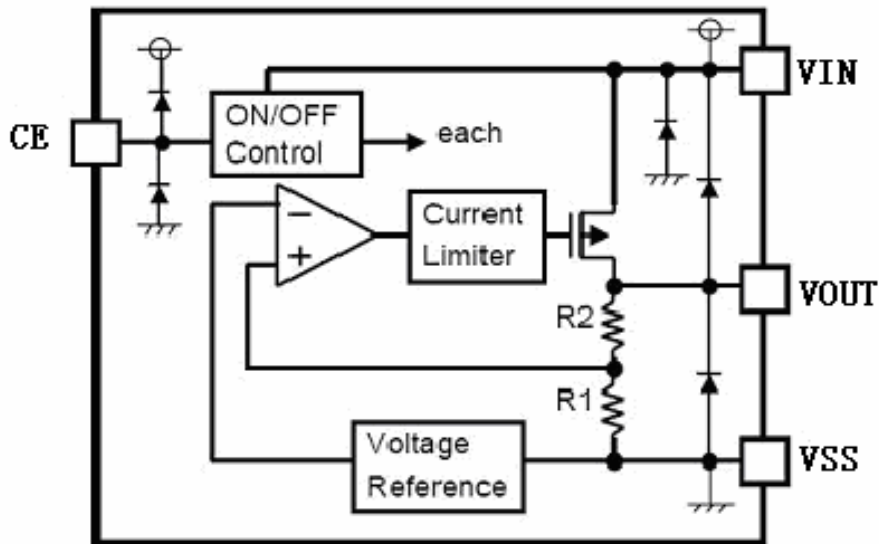 VIN
CE
ON/OFF
Control
each
−
+
Current
Limiter
VOUT
R2
R1
Voltage
Reference
VSS